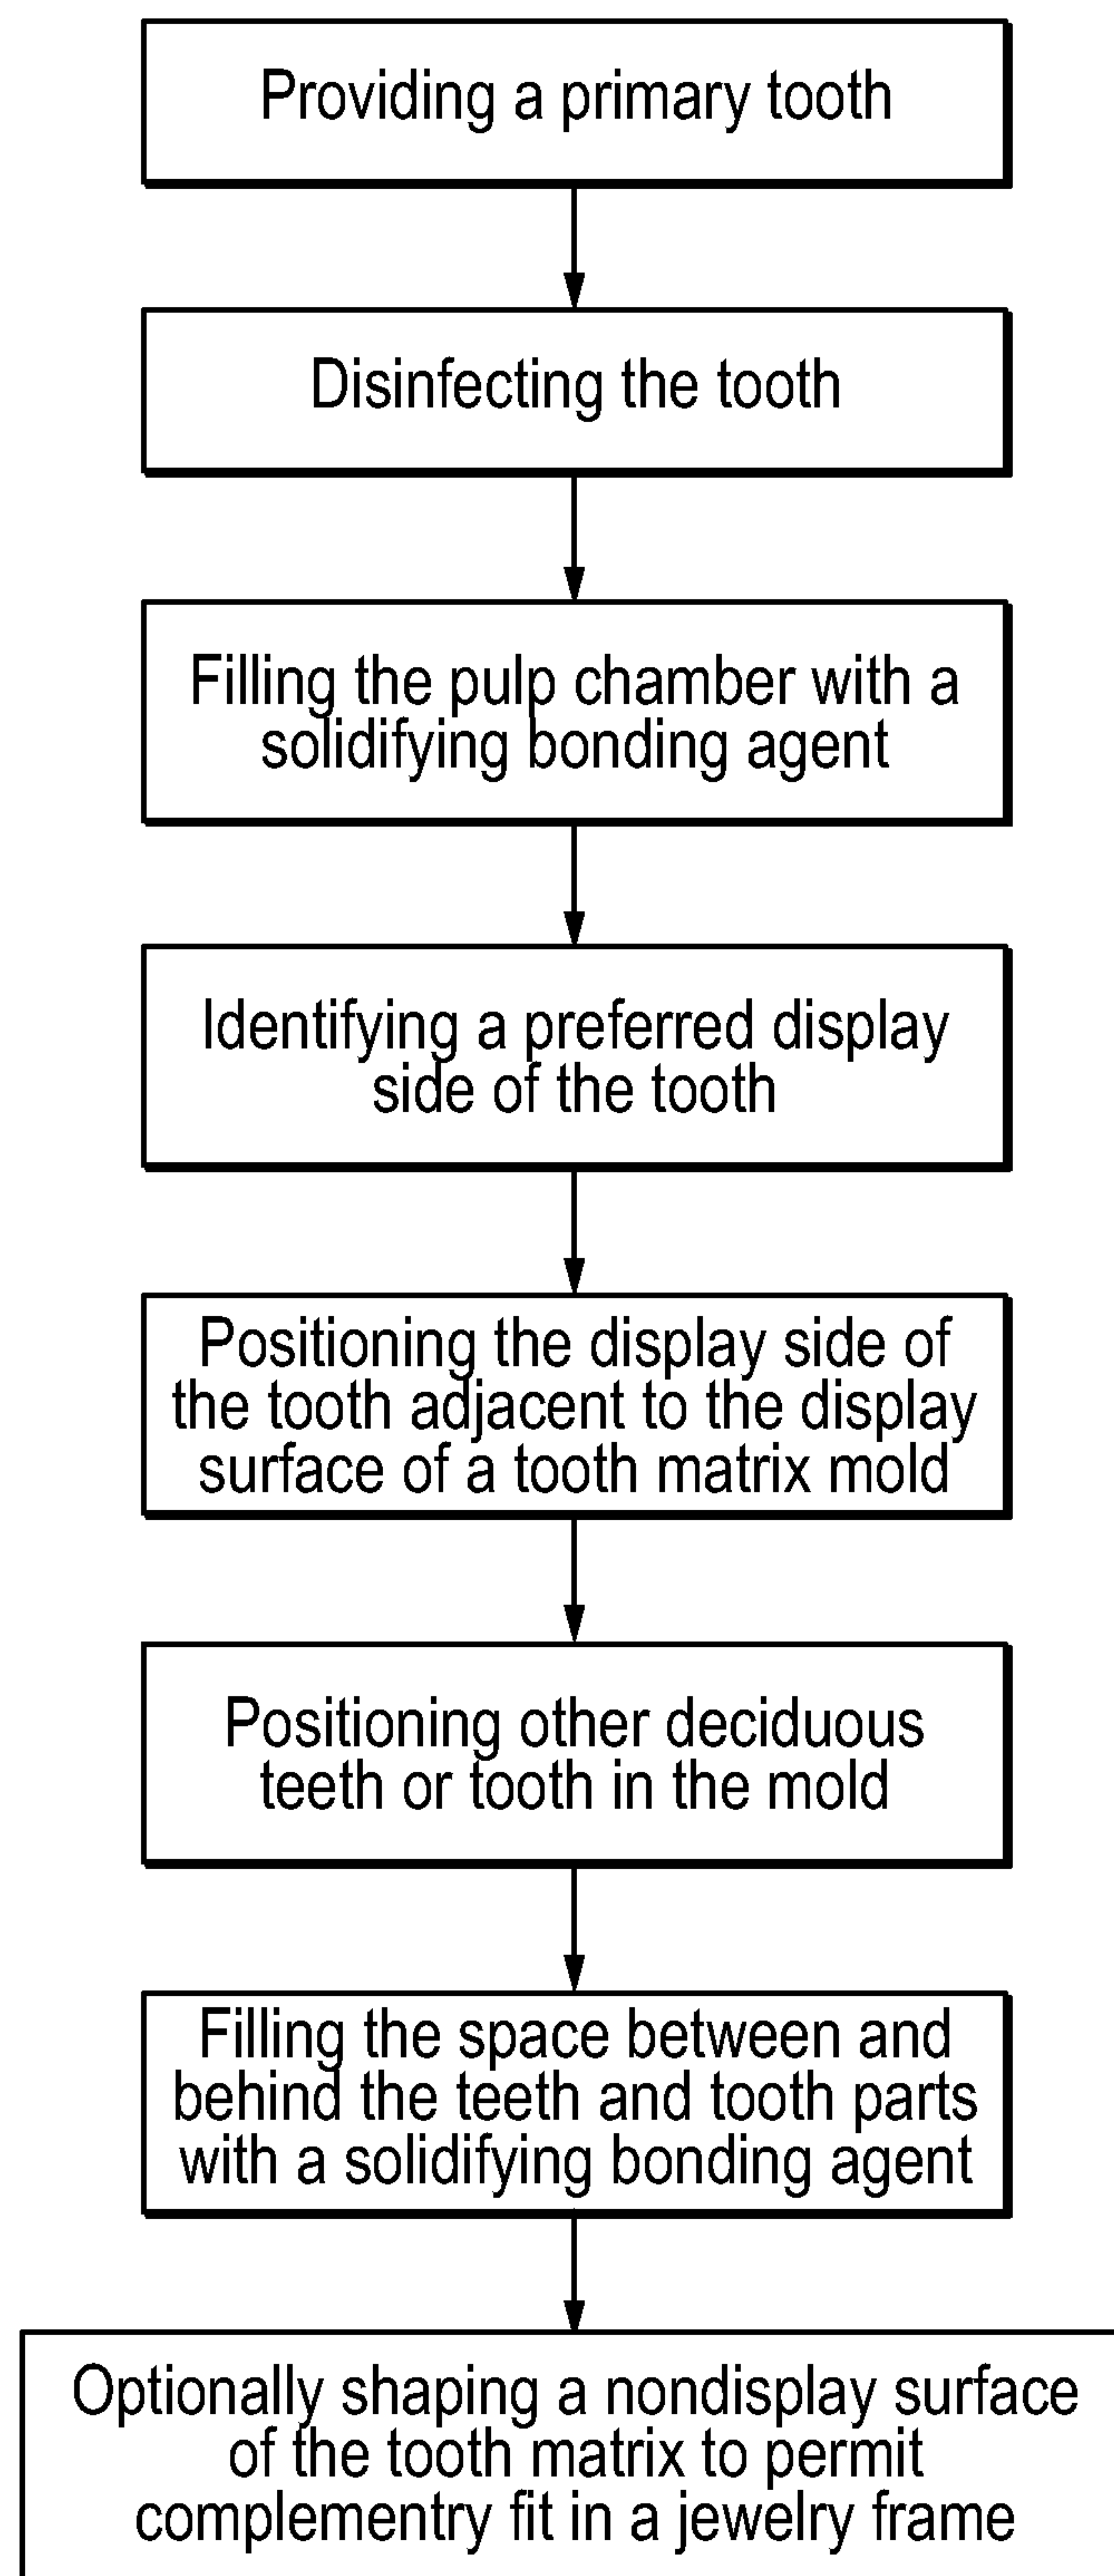 Providing a primary tooth
Disinfecting the tooth
Filling the pulp chamber with a
solidifying bonding agent
Identifying a preferred display
side of the tooth
Positioning the display side of
the tooth adjacent to the display
surface of a tooth matrix mold
Positioning other deciduous
teeth or tooth in the mold
Filling the space between and
behind the teeth and tooth parts
with a solidifying bonding agent
Optionally shaping a nondisplay surface
of the tooth matrix to permit
complementry fit in a jewelry frame